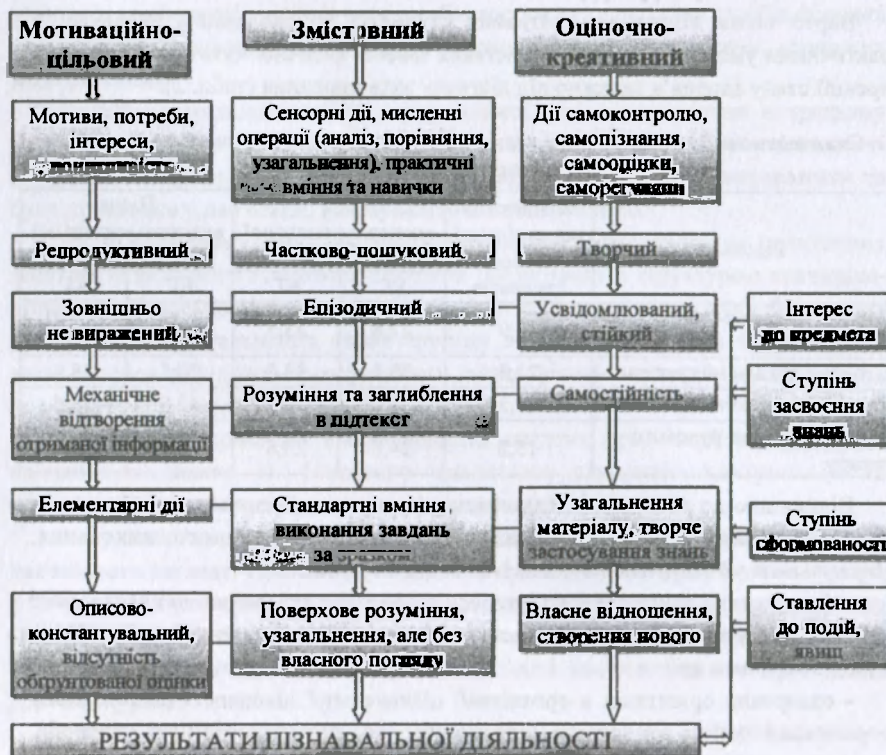 Мотиваційно-
цільовий
Змістовний
Оціночно-
креативний
Мотиви, потреби,
інтереси,
Сенсорні дії, мисленні
операції (аналіз, порівняння,
узагальнення), практичні
вміння та навички
Дії самоконтролю,
самопізнання,
самооцінки,
саморегуляції
Репродуктивний
Частково-пошуковий
Творчий
Зовнішньо
не виражений
Епізодичний
Усвідомлюваний,
стійкий
Інтерес
до предмета
Механічне
відтворення
отриманої інформації
Розуміння та заглиблення
в підтекст
Самостійність
Ступінь
засвоєння
знань
Елементарні дії
Стандартні вміння,
виконання завдань
за
Узагальнення
матеріалу, творче
застосування знань
Ступінь
сформованості
Описово-
константувальний,
відсутність
обґрунтованої оцінки
Поверхове розуміння,
узагальнення, але без
власного погляду
Власне відношення,
створення нового
Ставлення
до подій,
явищ
РЕЗУЛЬТАТИ ПІЗНАВАЛЬНОЇ ДІЯЛЬНОСТІ